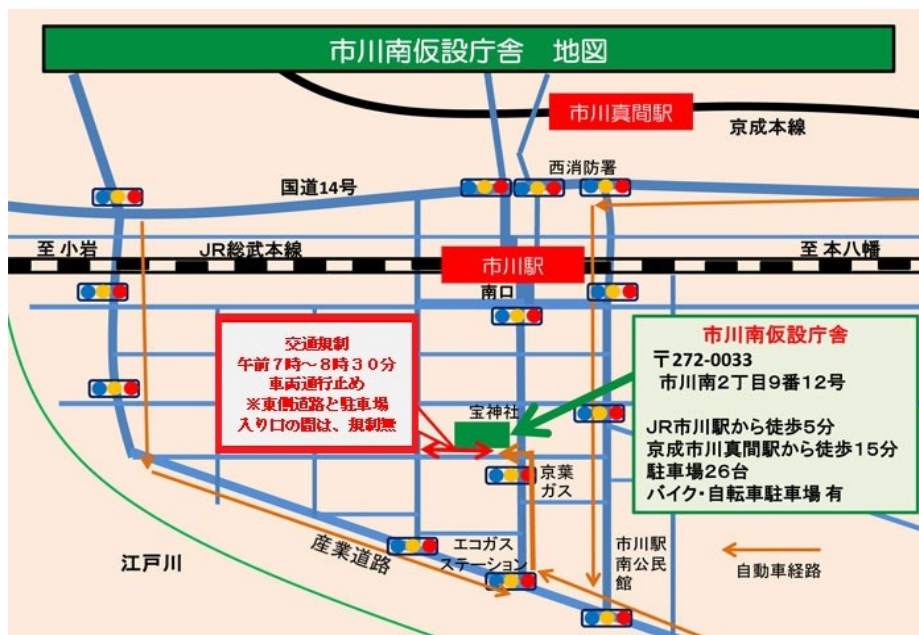 市川南仮設庁舎　地図
市川真間駅
京成本線
西消防署
国道14号
至 小岩
JR総武本線
市川駅
至 本八幡
南口
交通規制
午前７時～８時３０分
車両通行止め
※東側道路と駐車場
入り口の間は、規制無
市川南仮設庁舎
〒272-0033
市川南2丁目9番12号
JR市川駅から徒歩5分
京成市川真間駅から徒歩15分
駐車場26台
バイク・自転車駐車場 有
宝神社
京葉
ガス
江戸川
産業道路
エコガス
ステーション
市川駅
南公民
館
自動車経路